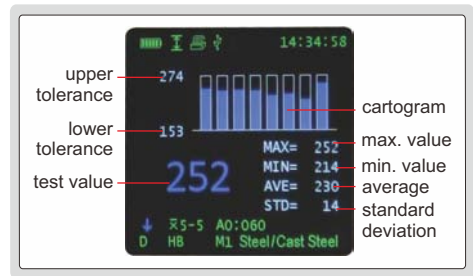 14:34:58
upper tolerance
274
cartogram
lower tolerance
153
MAX= 252
max. value
MIN= 214
min. value
test value
252
AVE= 230
average
STD= 14
standard deviation
x̄5-5 A0:060
D HB M1 Steel/Cast Steel